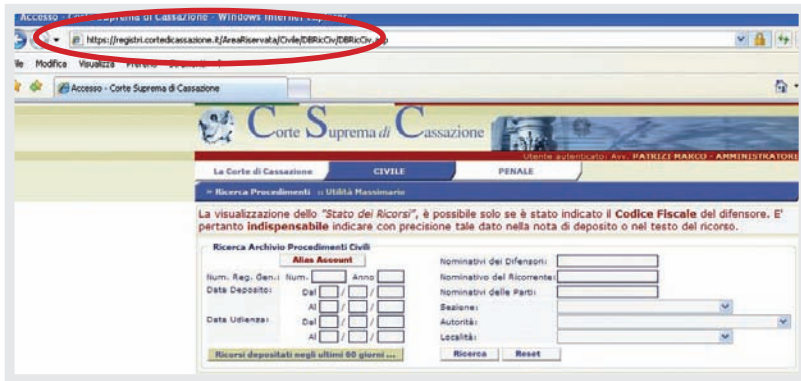 Accesso - Corte Suprema di Cassazione - Windows Internet Explorer
https://registri.cortedicassazione.it/AreaRiservata/Civile/DBRicCiv/DBRicCiv.
Modifica Visualizza
Accesso - Corte Suprema di Cassazione
Corte Suprema di Cassazione
Utente autenticato: Avv. PATRIZI MARCO - AMMINISTRATORE
La Corte di Cassazione CIVILE PENALE
» Ricerca Procedimenti :: Utilità Massimario
La visualizzazione dello "Stato dei Ricorsi", è possibile solo se è stato indicato il Codice Fiscale del difensore. E'
pertanto indispensabile indicare con precisione tale dato nella nota di deposito o nel testo del ricorso.
Ricerca Archivio Procedimenti Civili
Alias Account
Num. Reg. Gen.: Num. Anno
Data Deposito: Dal / /
Al / /
Data Udienza: Dal / /
Al / /
Ricorsi depositati negli ultimi 60 giorni ...
Nominativi dei Difensori:
Nominativo del Ricorrente:
Nominativi delle Parti:
Sezione:
Autorità:
Località:
Ricerca Reset